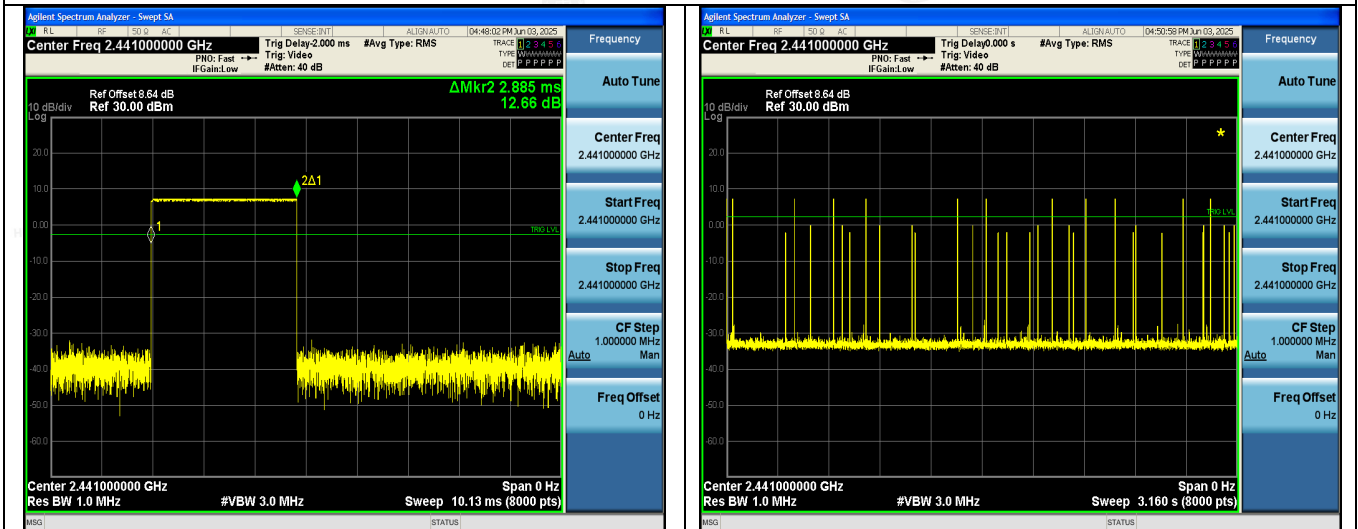 Agilent Spectrum Analyzer - Swept SA
RL RF 50 Ω AC SENSE:INT ALIGN AUTO 04:48:02 PM Jun 03, 2025
Center Freq 2.441000000 GHz
PNO: Fast
IFGain:Low
Trig Delay-2.000 ms
Trig: Video
#Atten: 40 dB
#Avg Type: RMS
TRACE 1 2 3 4 5 6
TYPE WWWWWW
DET P P P P P P
Frequency
ΔMkr2 2.885 ms
12.66 dB
Ref Offset 8.64 dB
Ref 30.00 dBm
10 dB/div
Log
20.0
10.0
0.00
-10.0
-20.0
-30.0
-40.0
-50.0
-60.0
1
2Δ1
TRIG LVL
Auto Tune
Center Freq
2.441000000 GHz
Start Freq
2.441000000 GHz
Stop Freq
2.441000000 GHz
CF Step
1.000000 MHz
Auto Man
Freq Offset
0 Hz
Center 2.441000000 GHz Span 0 Hz
Res BW 1.0 MHz #VBW 3.0 MHz Sweep 10.13 ms (8000 pts)
MSG STATUS
Agilent Spectrum Analyzer - Swept SA
RL RF 50 Ω AC SENSE:INT ALIGN AUTO 04:50:58 PM Jun 03, 2025
Center Freq 2.441000000 GHz
PNO: Fast
IFGain:Low
Trig Delay0.000 s
Trig: Video
#Atten: 40 dB
#Avg Type: RMS
TRACE 1 2 3 4 5 6
TYPE WWWWWW
DET P P P P P P
Frequency
Ref Offset 8.64 dB
Ref 30.00 dBm
10 dB/div
Log
*
20.0
10.0
0.00
-10.0
-20.0
-30.0
-40.0
-50.0
-60.0
TRIG LVL
Auto Tune
Center Freq
2.441000000 GHz
Start Freq
2.441000000 GHz
Stop Freq
2.441000000 GHz
CF Step
1.000000 MHz
Auto Man
Freq Offset
0 Hz
Center 2.441000000 GHz Span 0 Hz
Res BW 1.0 MHz #VBW 3.0 MHz Sweep 3.160 s (8000 pts)
MSG STATUS